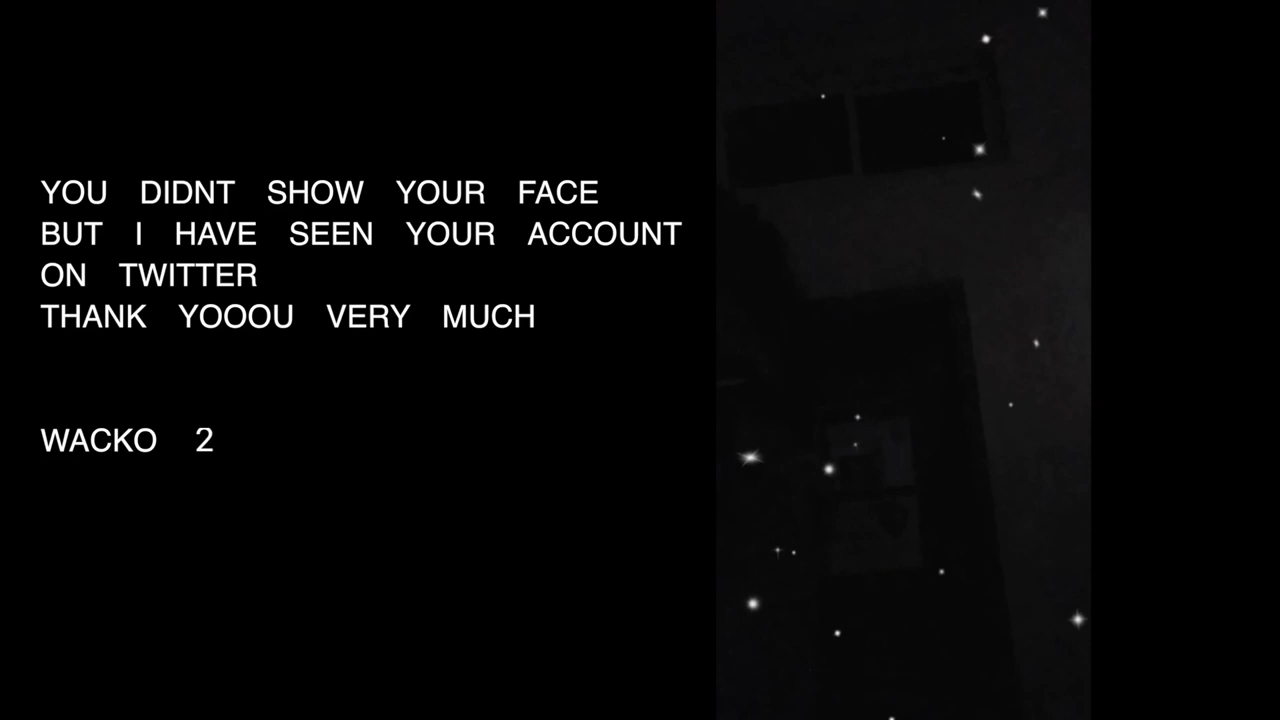 YOU DIDNT SHOW YOUR FACE
BUT I HAVE SEEN YOUR ACCOUNT
ON TWITTER
THANK YOOOU VERY MUCH
WACKO 2